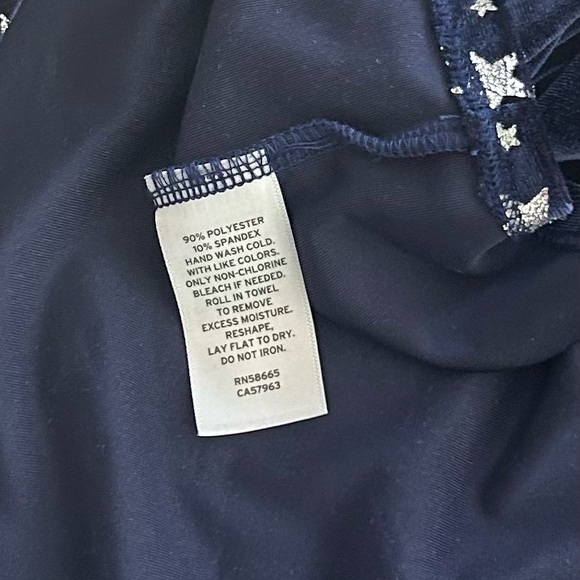 90% POLYESTER
10% SPANDEX
HAND WASH COLD.
WITH LIKE COLORS.
ONLY NON-CHLORINE
BLEACH IF NEEDED.
ROLL IN TOWEL
TO REMOVE
EXCESS MOISTURE.
RESHAPE,
LAY FLAT TO DRY.
DO NOT IRON.
RN58665
CA57963